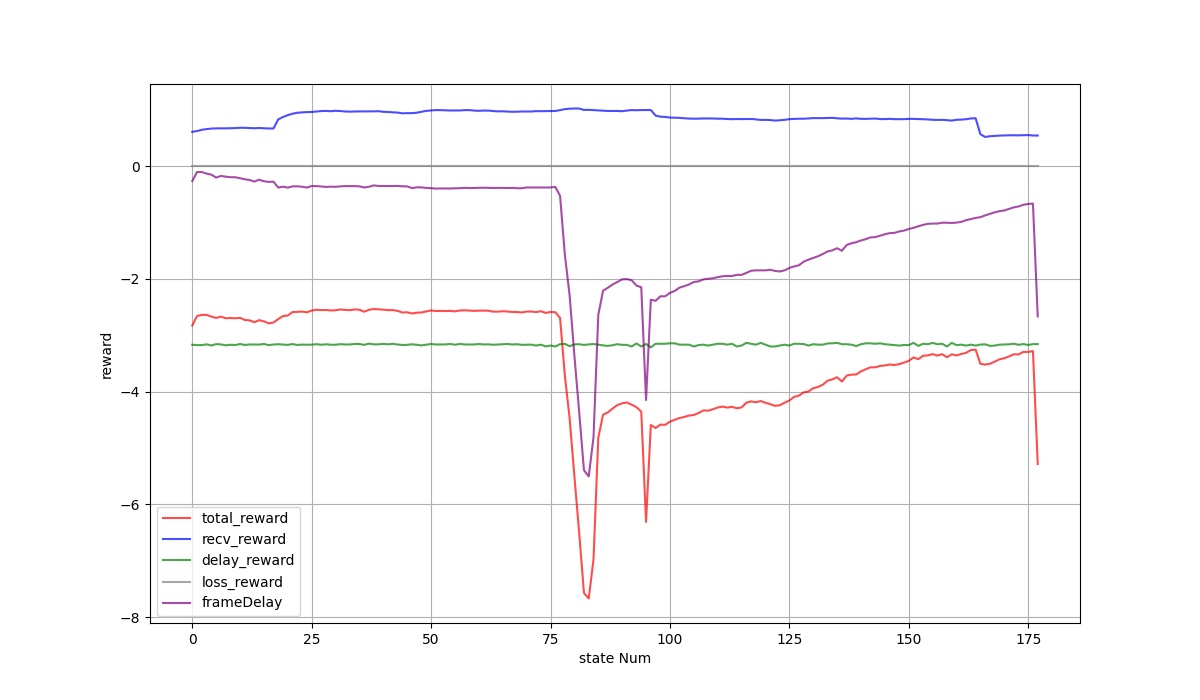 0
−2
−4
−6
−8
reward
total_reward
recv_reward
delay_reward
loss_reward
frameDelay
0 25 50 75 100 125 150 175
state Num